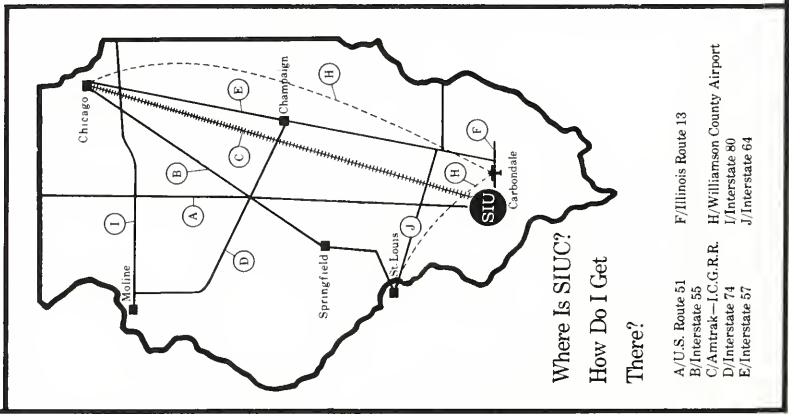 Chicago
E
Champaign
H
B
C
A
I
Moline
D
Springfield
St. Louis
J
H
F
SIU
Carbondale
Where Is SIUC?
How Do I Get
There?
A/U.S. Route 51
B/Interstate 55
C/Amtrak—I.C.G.R.R.
D/Interstate 74
E/Interstate 57
F/Illinois Route 13
H/Williamson County Airport
I/Interstate 80
J/Interstate 64